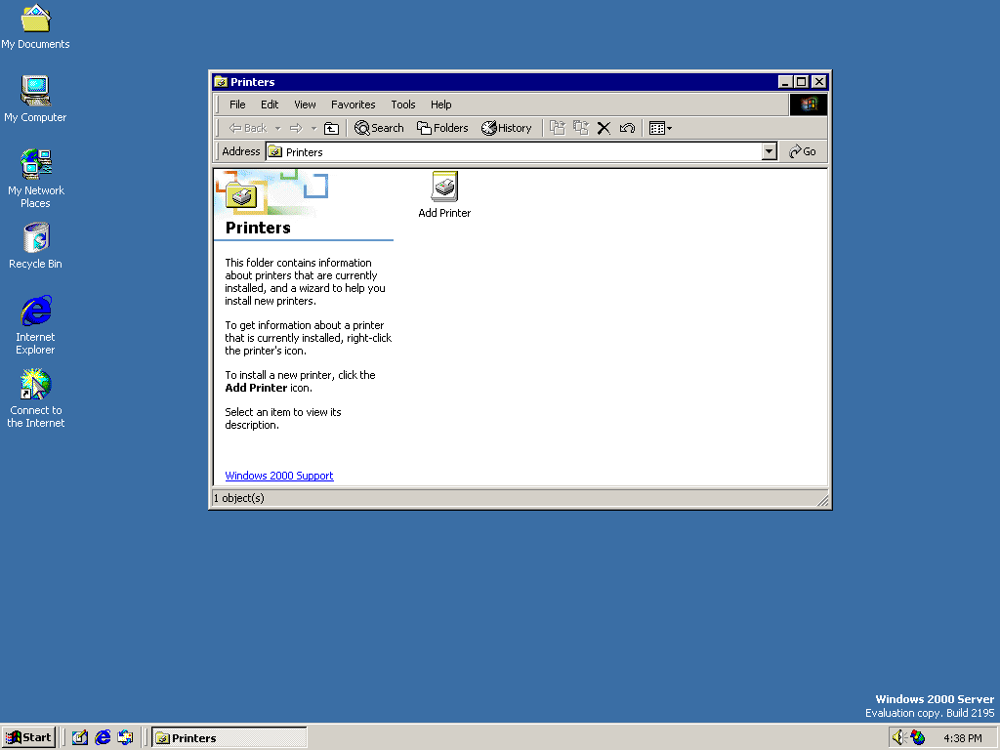 My Documents
My Computer
My Network
Places
Recycle Bin
Internet
Explorer
Connect to
the Internet
Printers
File Edit View Favorites Tools Help
Back Search Folders History
Address Printers Go
Printers
This folder contains information
about printers that are currently
installed, and a wizard to help you
install new printers.
To get information about a printer
that is currently installed, right-click
the printer's icon.
To install a new printer, click the
Add Printer icon.
Select an item to view its
description.
Windows 2000 Support
Add Printer
1 object(s)
Windows 2000 Server
Evaluation copy. Build 2195
Start Printers 4:38 PM